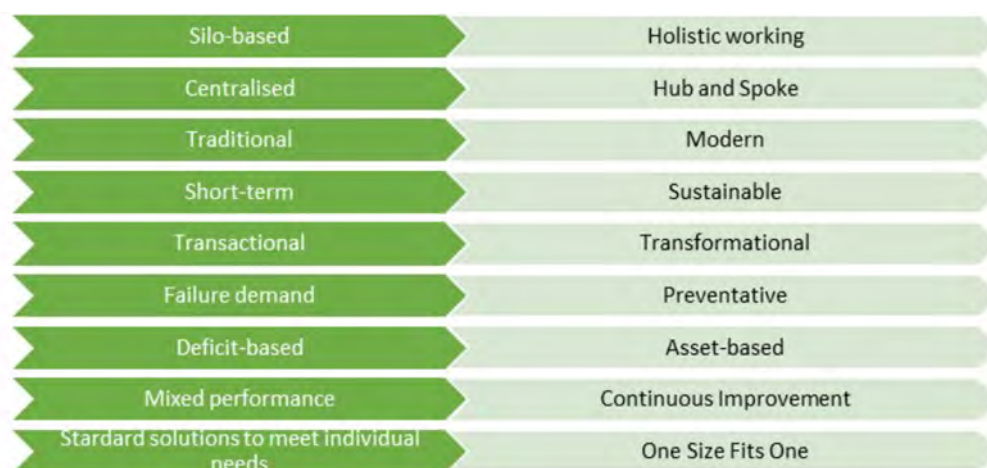 Silo-based
Holistic working
Centralised
Hub and Spoke
Traditional
Modern
Short-term
Sustainable
Transactional
Transformational
Failure demand
Preventative
Deficit-based
Asset-based
Mixed performance
Continuous Improvement
Stardard solutions to meet individual
needs
One Size Fits One